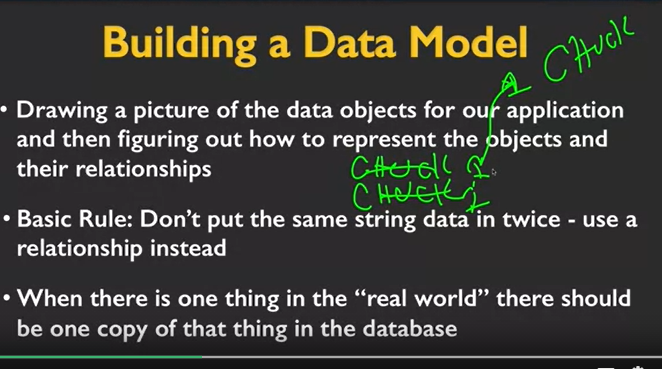 Building a Data Model
1 CHUCK
• Drawing a picture of the data objects for our application
and then figuring out how to represent the objects and
their relationships
CHUCK 1
CHUCK 1
• Basic Rule: Don't put the same string data in twice - use a
relationship instead
• When there is one thing in the “real world” there should
be one copy of that thing in the database